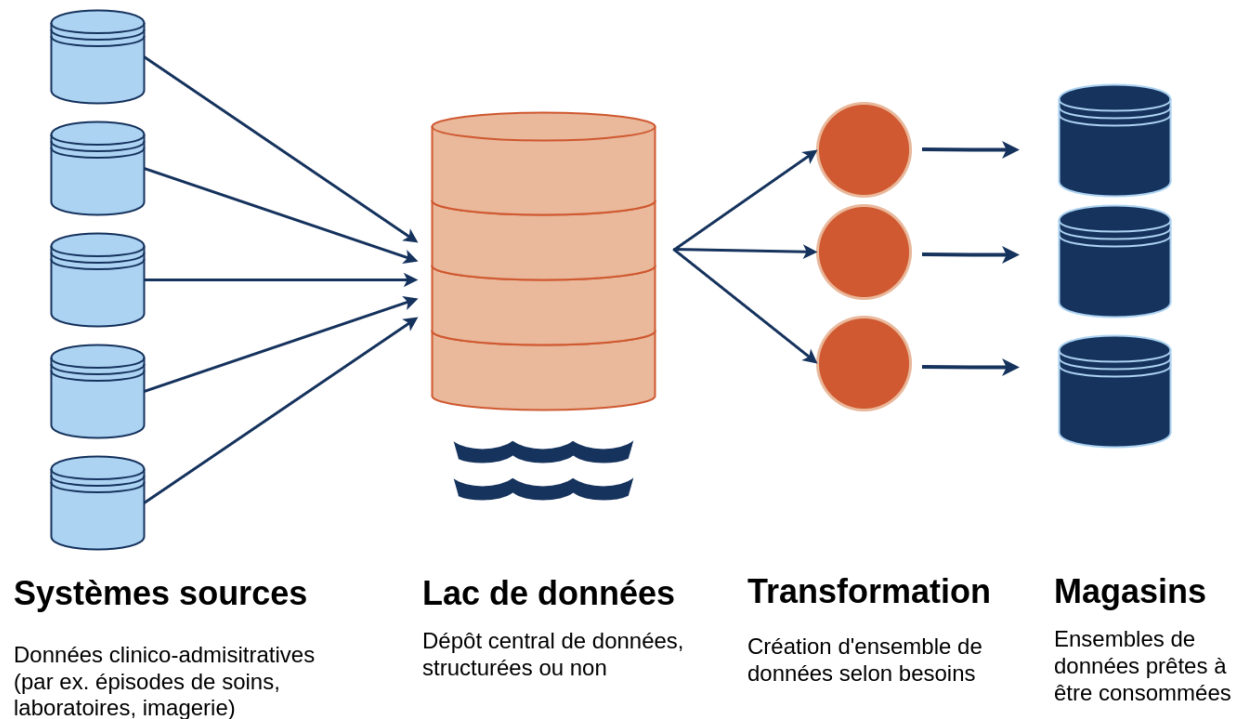 Systèmes sources
Données clinico-admisitratives
(par ex. épisodes de soins,
laboratoires, imagerie)
Lac de données
Dépôt central de données,
structurées ou non
Transformation
Création d'ensemble de
données selon besoins
Magasins
Ensembles de
données prêtes à
être consommées